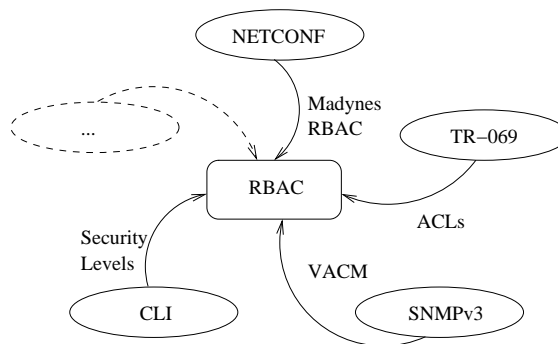 NETCONF
Madynes
RBAC
...
TR−069
RBAC
ACLs
Security
Levels
VACM
CLI
SNMPv3